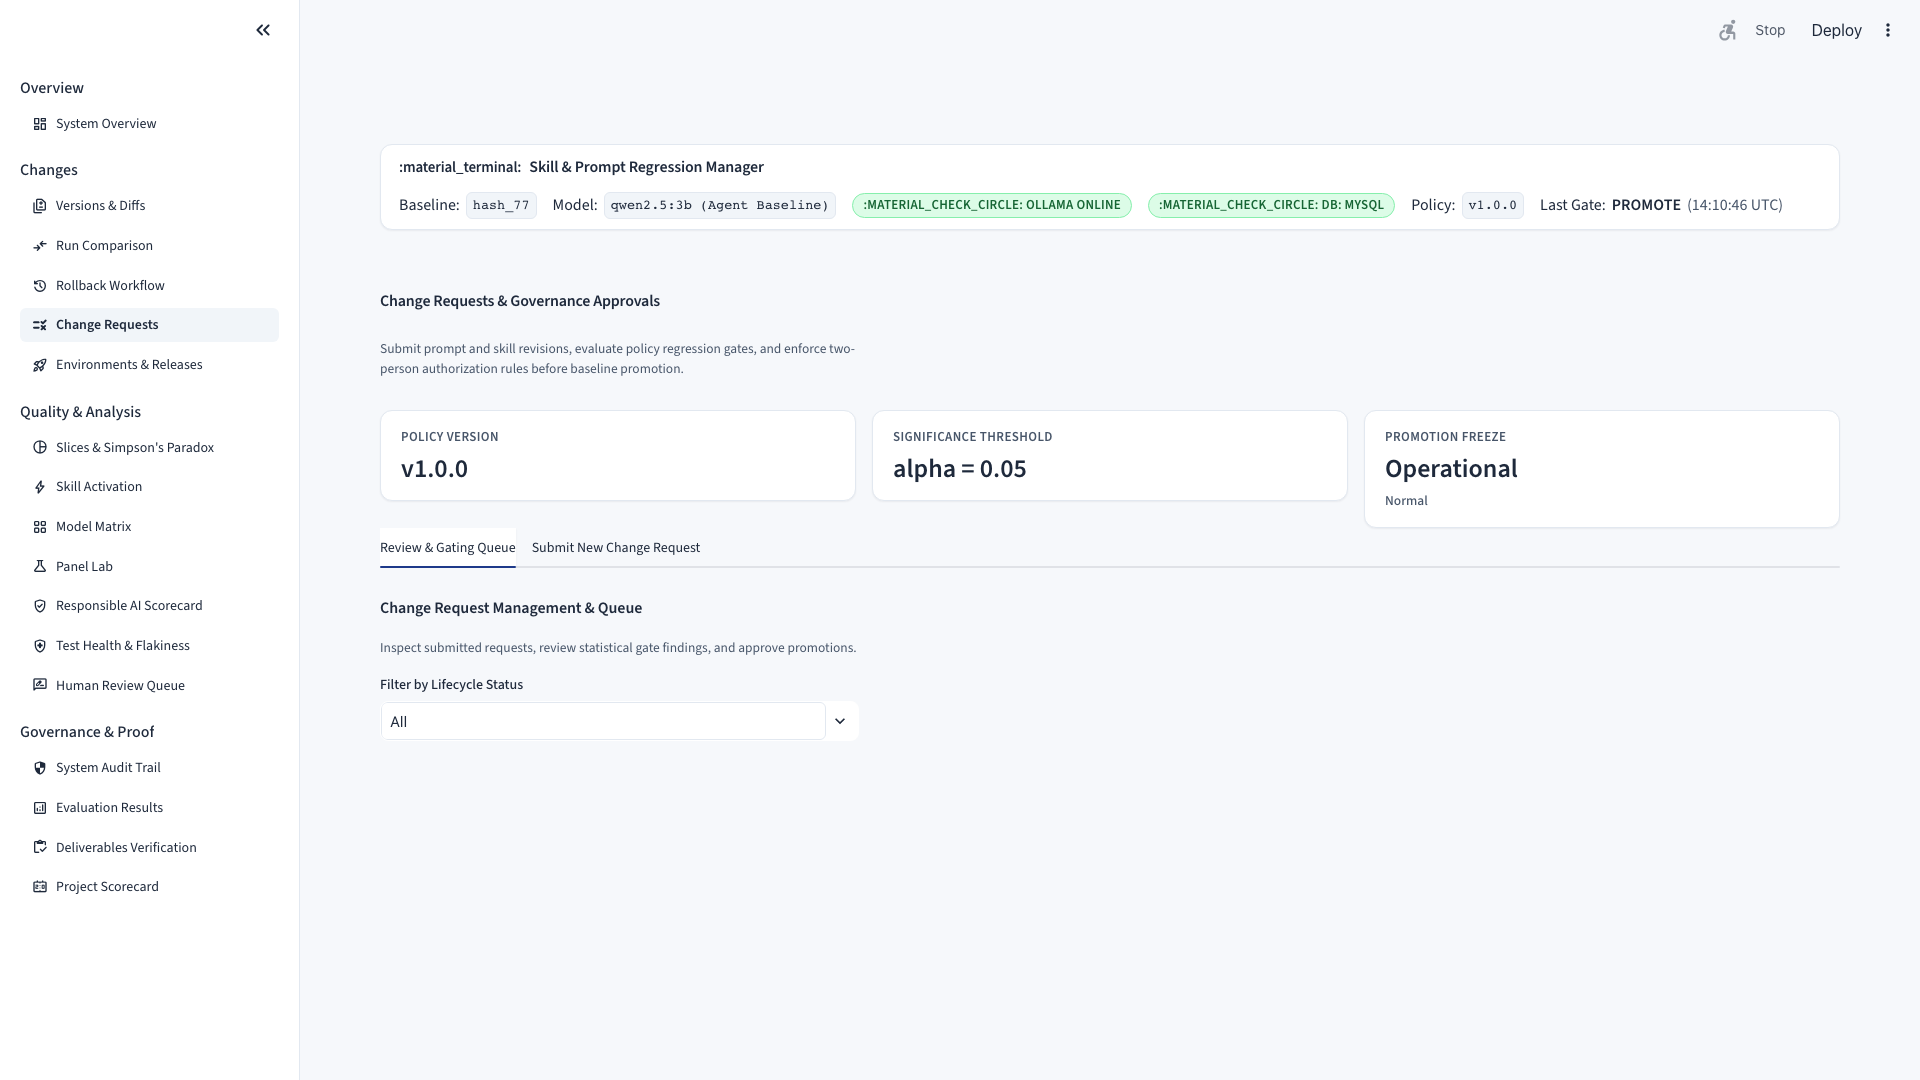 Stop
Deploy
Overview
System Overview
Changes
Versions & Diffs
Run Comparison
Rollback Workflow
Change Requests
Environments & Releases
Quality & Analysis
Slices & Simpson's Paradox
Skill Activation
Model Matrix
Panel Lab
Responsible AI Scorecard
Test Health & Flakiness
Human Review Queue
Governance & Proof
System Audit Trail
Evaluation Results
Deliverables Verification
Project Scorecard
:material_terminal: Skill & Prompt Regression Manager
Baseline: hash_77 Model: qwen2.5:3b (Agent Baseline) :MATERIAL_CHECK_CIRCLE: OLLAMA ONLINE :MATERIAL_CHECK_CIRCLE: DB: MYSQL Policy: v1.0.0 Last Gate: PROMOTE (14:10:46 UTC)
Change Requests & Governance Approvals
Submit prompt and skill revisions, evaluate policy regression gates, and enforce two-
person authorization rules before baseline promotion.
POLICY VERSION
v1.0.0
SIGNIFICANCE THRESHOLD
alpha = 0.05
PROMOTION FREEZE
Operational
Normal
Review & Gating Queue
Submit New Change Request
Change Request Management & Queue
Inspect submitted requests, review statistical gate findings, and approve promotions.
Filter by Lifecycle Status
All